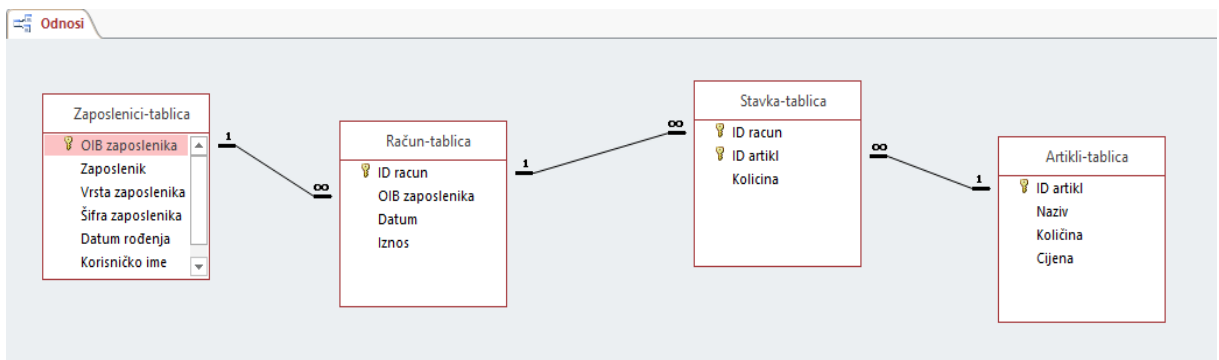 Odnosi
Zaposlenici-tablica
OIB zaposlenika
Zaposlenik
Vrsta zaposlenika
Šifra zaposlenika
Datum rođenja
Korisničko ime
1
∞
Račun-tablica
ID racun
OIB zaposlenika
Datum
Iznos
1
∞
Stavka-tablica
ID racun
ID artikl
Kolicina
∞
1
Artikli-tablica
ID artikl
Naziv
Količina
Cijena